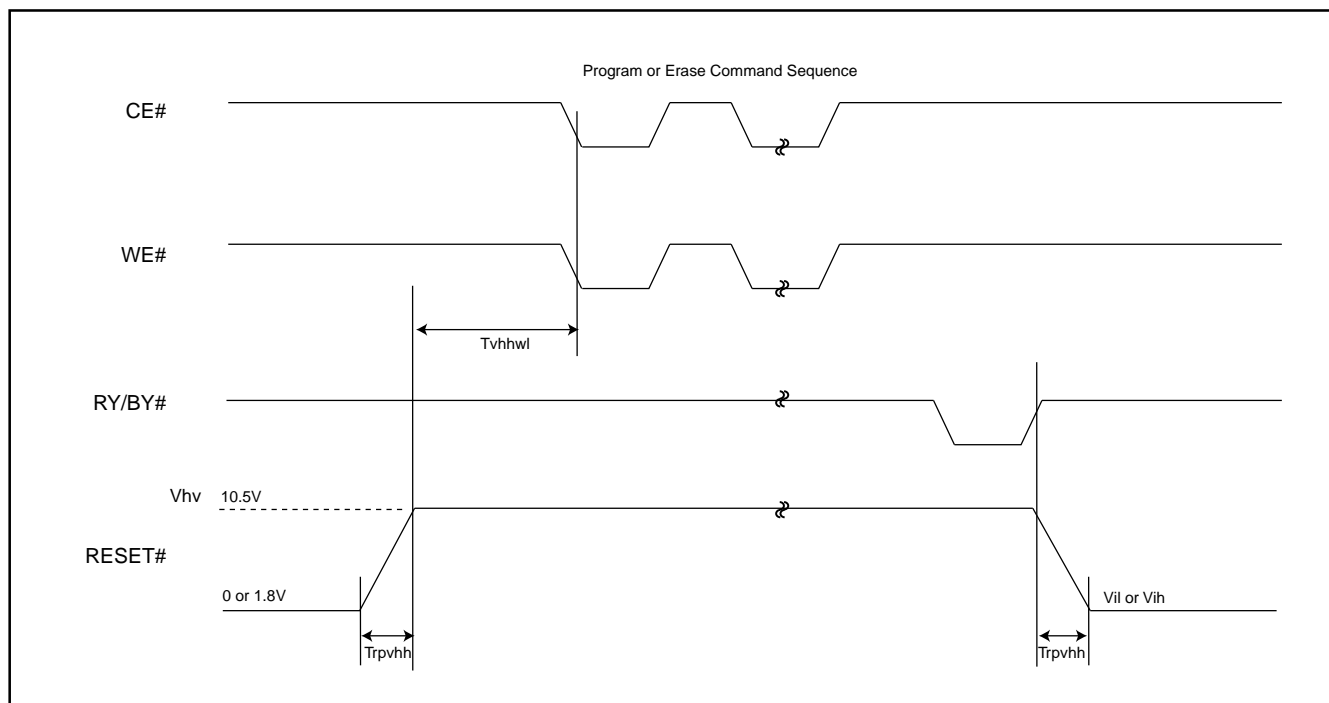 Program or Erase Command Sequence
CE#
WE#
Tvhhwl
RY/BY#
Vhv 10.5V
RESET#
0 or 1.8V
Vil or Vih
Trpvhh
Trpvhh